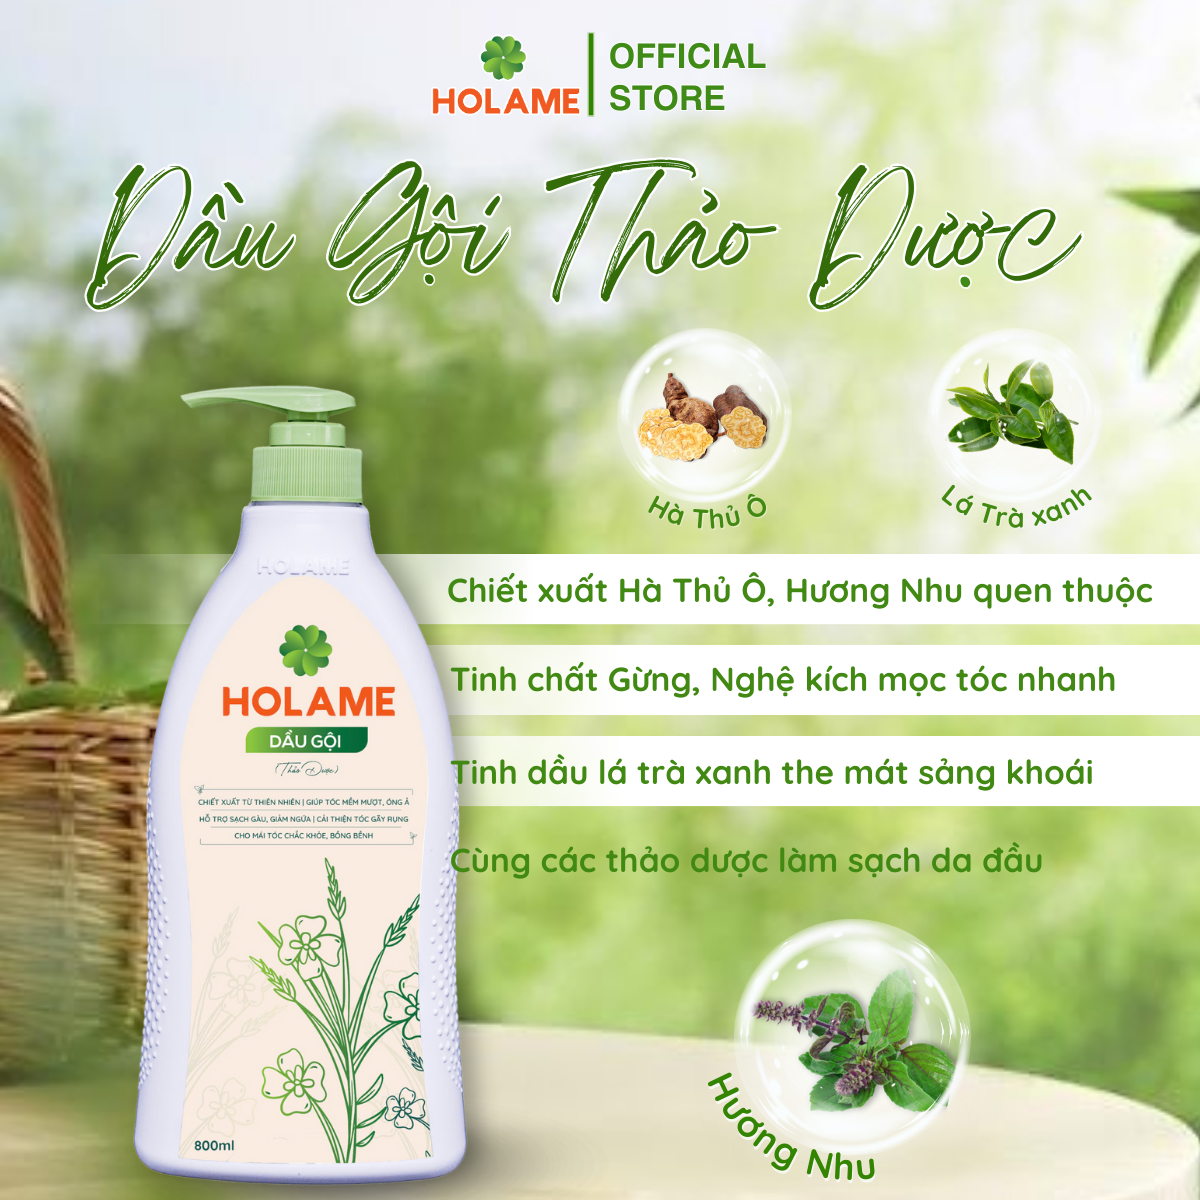 HOLAME
OFFICIAL
STORE
Dầu Gội Thảo Dược
Hà Thủ Ô
Lá Trà xanh
Chiết xuất Hà Thủ Ô, Hương Nhu quen thuộc
Tinh chất Gừng, Nghệ kích mọc tóc nhanh
Tinh dầu lá trà xanh the mát sảng khoái
Cùng các thảo dược làm sạch da đầu
Hương Nhu
HOLAME
HOLAME
DẦU GỘI
(Thảo Dược)
CHIẾT XUẤT TỪ THIÊN NHIÊN | GIÚP TÓC MỀM MƯỢT, ÓNG Ả
HỖ TRỢ SẠCH GÀU, GIẢM NGỨA | CẢI THIỆN TÓC GÃY RỤNG
CHO MÁI TÓC CHẮC KHỎE, BỒNG BỀNH
800ml